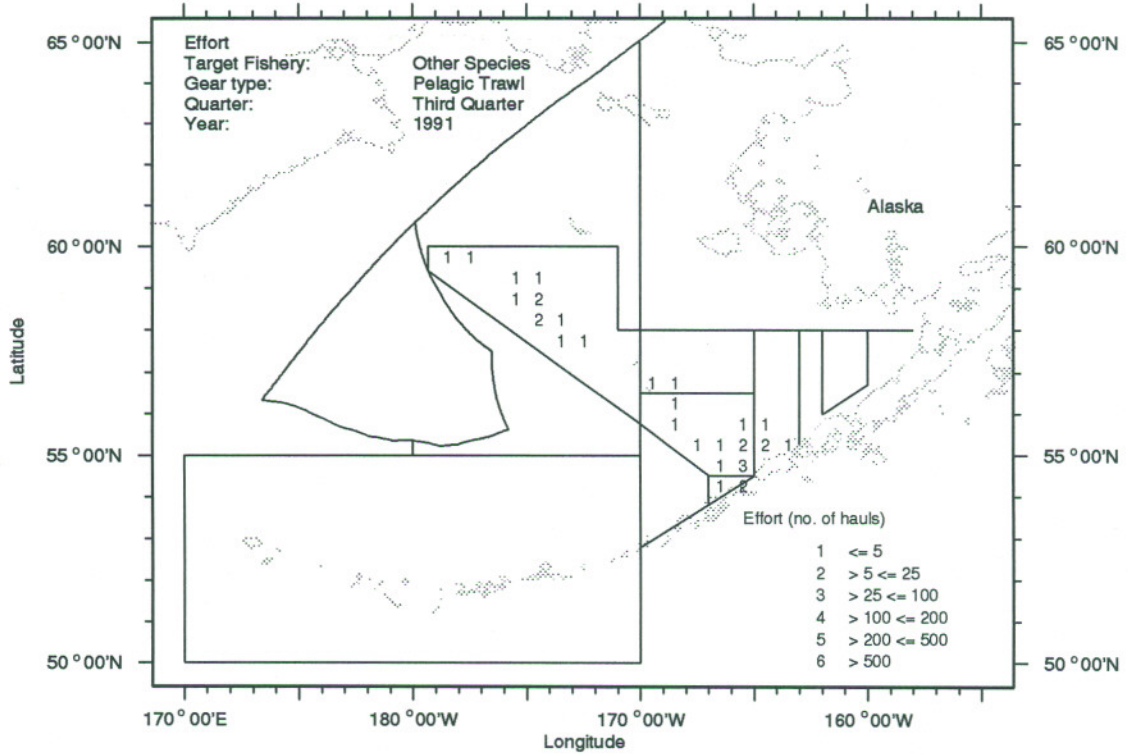 65 °00'N 65 °00'N
Effort
Target Fishery: Other Species
Gear type: Pelagic Trawl
Quarter: Third Quarter
Year: 1991
Alaska
60 °00'N 60 °00'N
1 1
1 1
1 2
2 1
1 1
Latitude
1 1
1
1 1 1
1 1 2 2 1
55 °00'N 55 °00'N
1 3
1 2
Effort (no. of hauls)
1 <= 5
2 > 5 <= 25
3 > 25 <= 100
4 > 100 <= 200
5 > 200 <= 500
6 > 500
50 °00'N 50 °00'N
170 °00'E 180 °00'W 170 °00'W 160 °00'W
Longitude